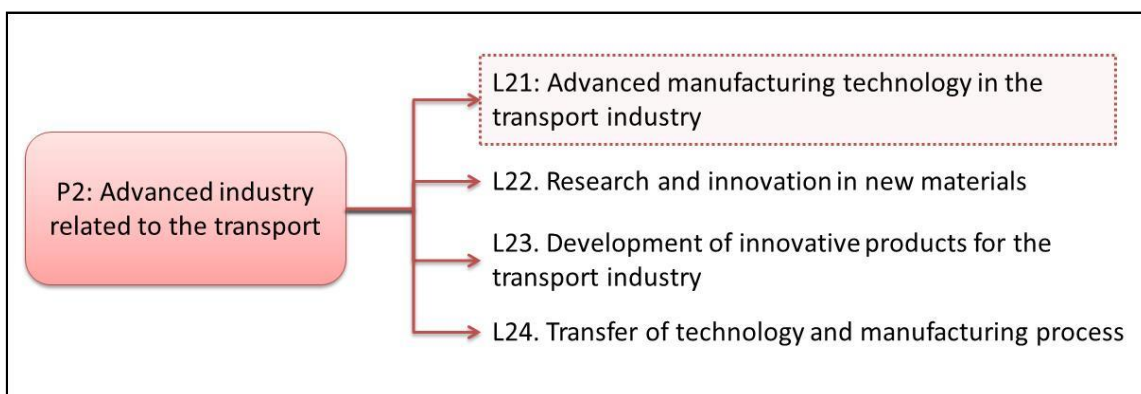 L21: Advanced manufacturing technology in the
transport industry
P2: Advanced industry
related to the transport
L22. Research and innovation in new materials
L23. Development of innovative products for the
transport industry
L24. Transfer of technology and manufacturing process